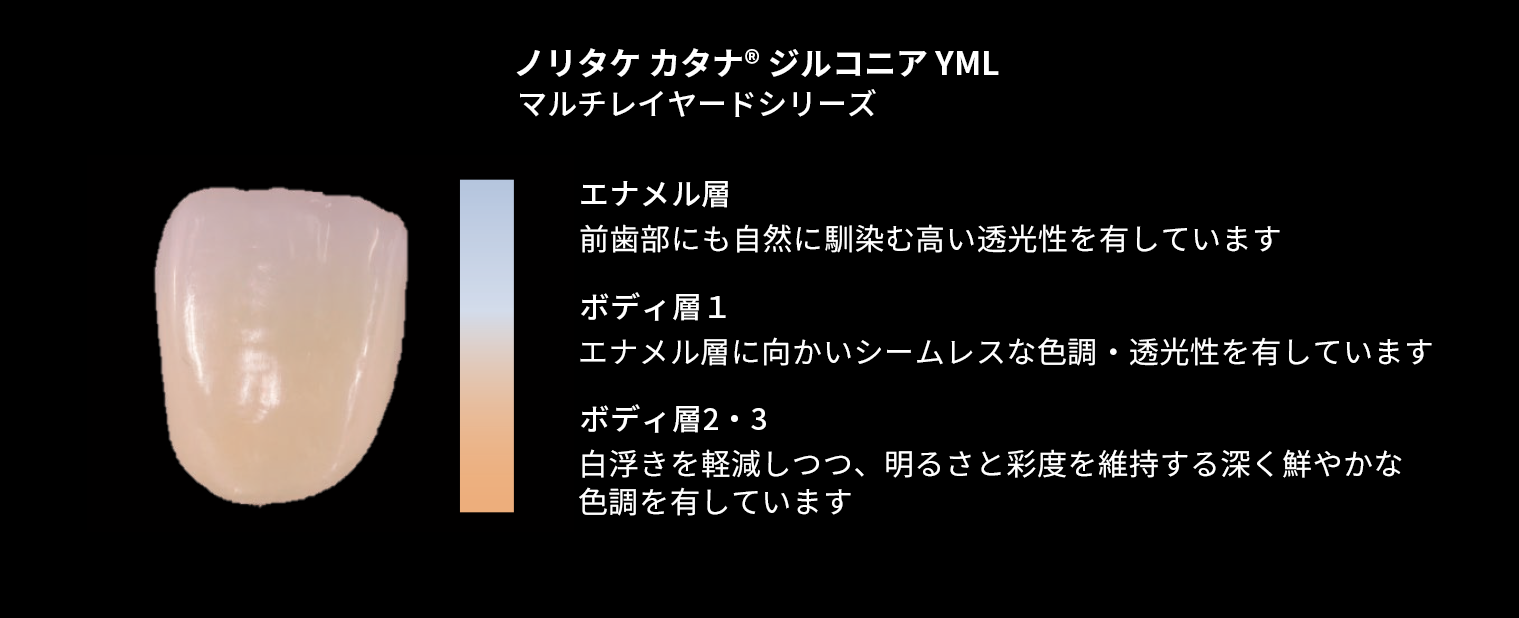 ノリタケ カタナ® ジルコニア YML
マルチレイヤードシリーズ
エナメル層
前歯部にも自然に馴染む高い透光性を有しています
ボディ層１
エナメル層に向かいシームレスな色調・透光性を有しています
ボディ層2・3
白浮きを軽減しつつ、明るさと彩度を維持する深く鮮やかな
色調を有しています